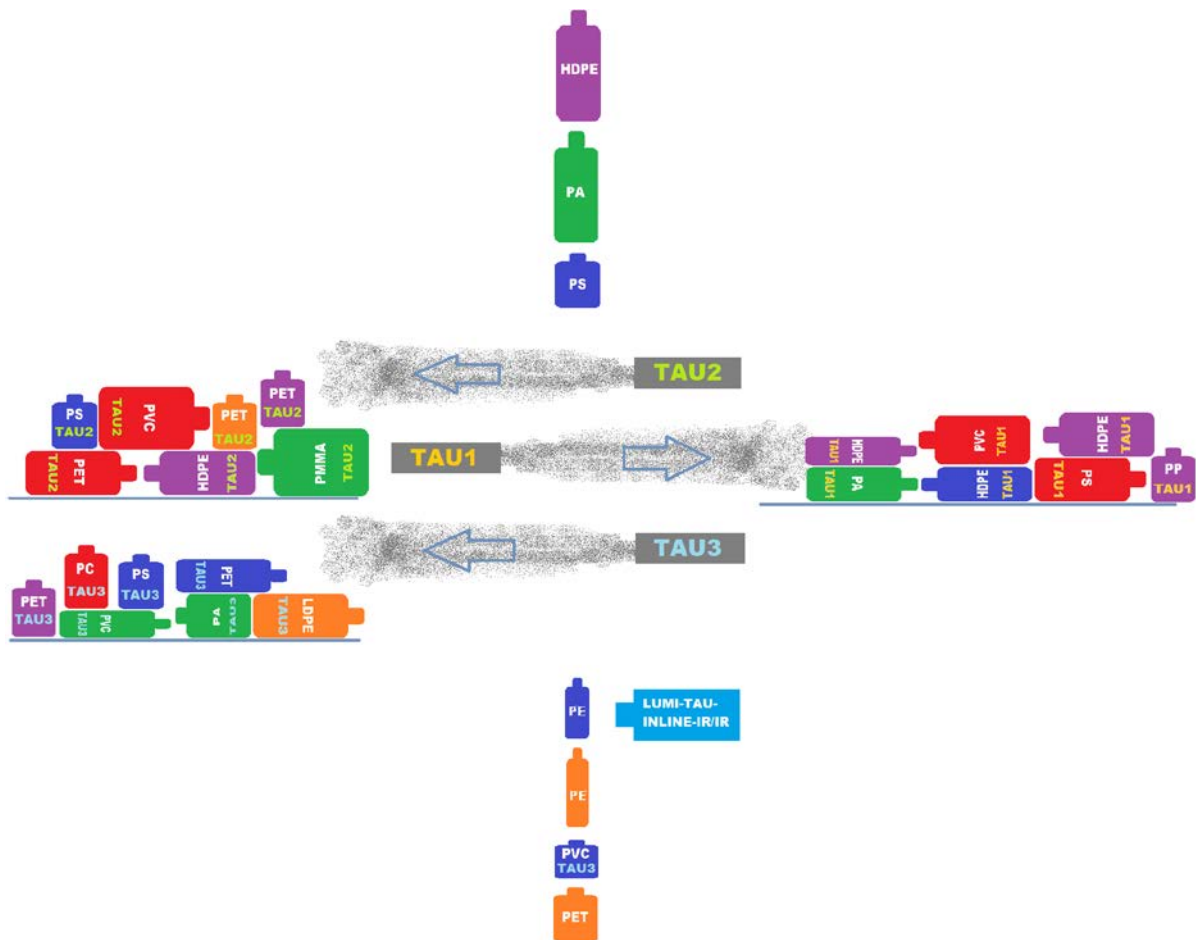 HDPE
PA
PS
TAU2
PS
TAU2
PVC
TAU2
PET
TAU2
PET
TAU2
PET
TAU2
HDPE
TAU2
PMMA
TAU2
TAU1
HDPE
TAU1
PVC
TAU1
HDPE
TAU1
PA
TAU1
HDPE
TAU1
PS
TAU1
PP
TAU1
TAU3
PC
TAU3
PS
TAU3
PET
TAU3
PET
TAU3
PVC
TAU3
PA
TAU3
LDPE
TAU3
PE
LUMI-TAU-
INLINE-IR/IR
PE
PVC
TAU3
PET